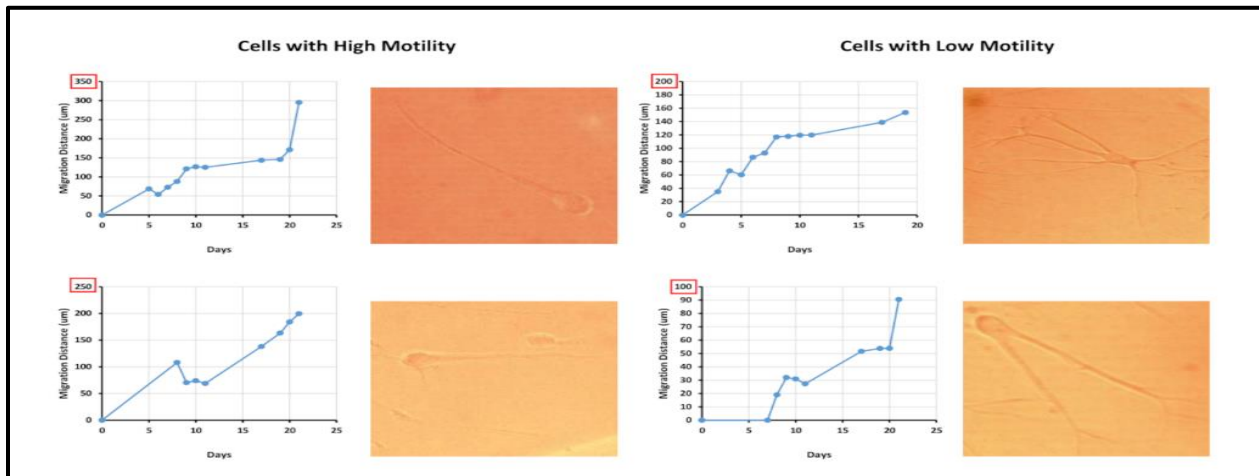 Cells with High Motility
Cells with Low Motility
350
300
250
200
150
100
50
0
Migration Distance (um)
0 5 10 15 20 25
Days
200
180
160
140
120
100
80
60
40
20
0
Migration Distance (um)
0 5 10 15 20
Days
250
200
150
100
50
0
Migration Distance (um)
0 5 10 15 20 25
Days
100
90
80
70
60
50
40
30
20
10
0
Migration Distance (um)
0 5 10 15 20 25
Days